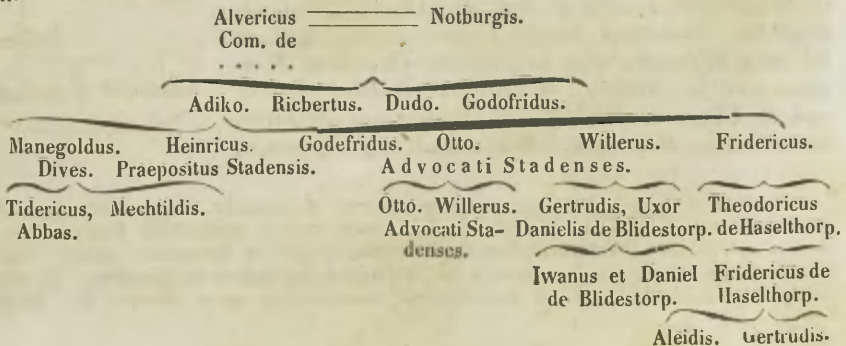 Alvericus Notburgis.
Com. de
. . . . .
Adiko. Ricbertus. Dudo. Godofridus.
Manegoldus. Heinricus. Godefridus. Otto. Willerus. Fridericus.
Dives. Praepositus Stadensis. Advocati Stadenses.
Tidericus, Mechtildis. Otto. Willerus. Gertrudis, Uxor Theodoricus
Abbas. Advocati Sta- Danielis de Blidestorp. de Haselthorp.
denses.
Iwanus et Daniel Fridericus de
de Blidestorp. Haselthorp.
Aleidis. Gertrudis.